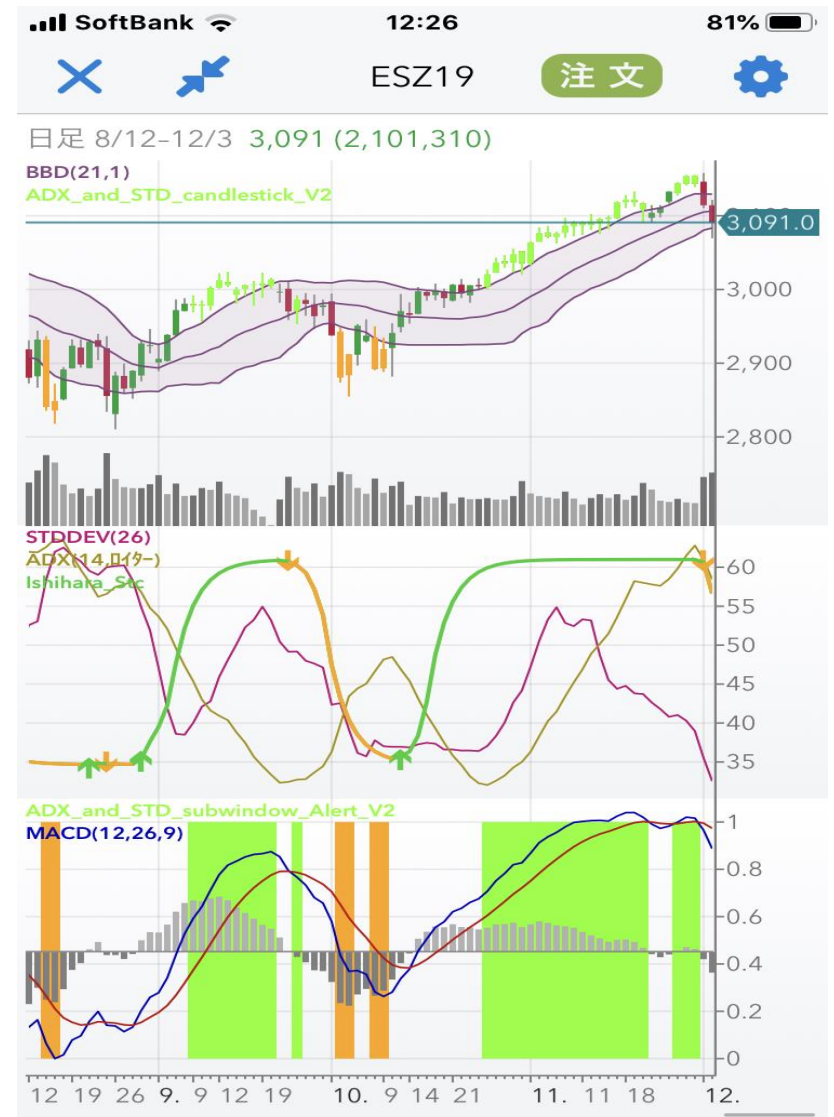 SoftBank 12:26 81%
ESZ19 注文
日足 8/12-12/3 3,091 (2,101,310)
BBD(21,1)
ADX_and_STD_candlestick_V2
3,091.0
3,000
2,900
2,800
STDDEV(26)
ADX(14,ロイター)
Ishihara_Stc
60
55
50
45
40
35
ADX_and_STD_subwindow_Alert_V2
MACD(12,26,9)
1
0.8
0.6
0.4
0.2
0
12 19 26 9. 9 12 19 10. 9 14 21 11. 11 18 12.